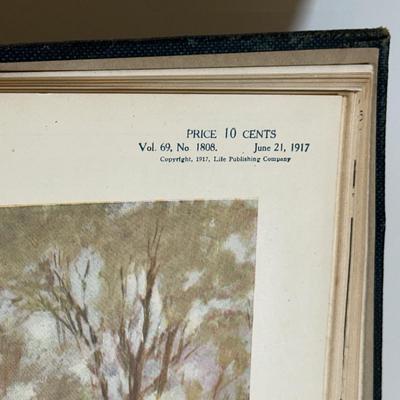 PRICE 10 CENTS
Vol. 69, No. 1808. June 21, 1917
Copyright, 1917, Life Publishing Company